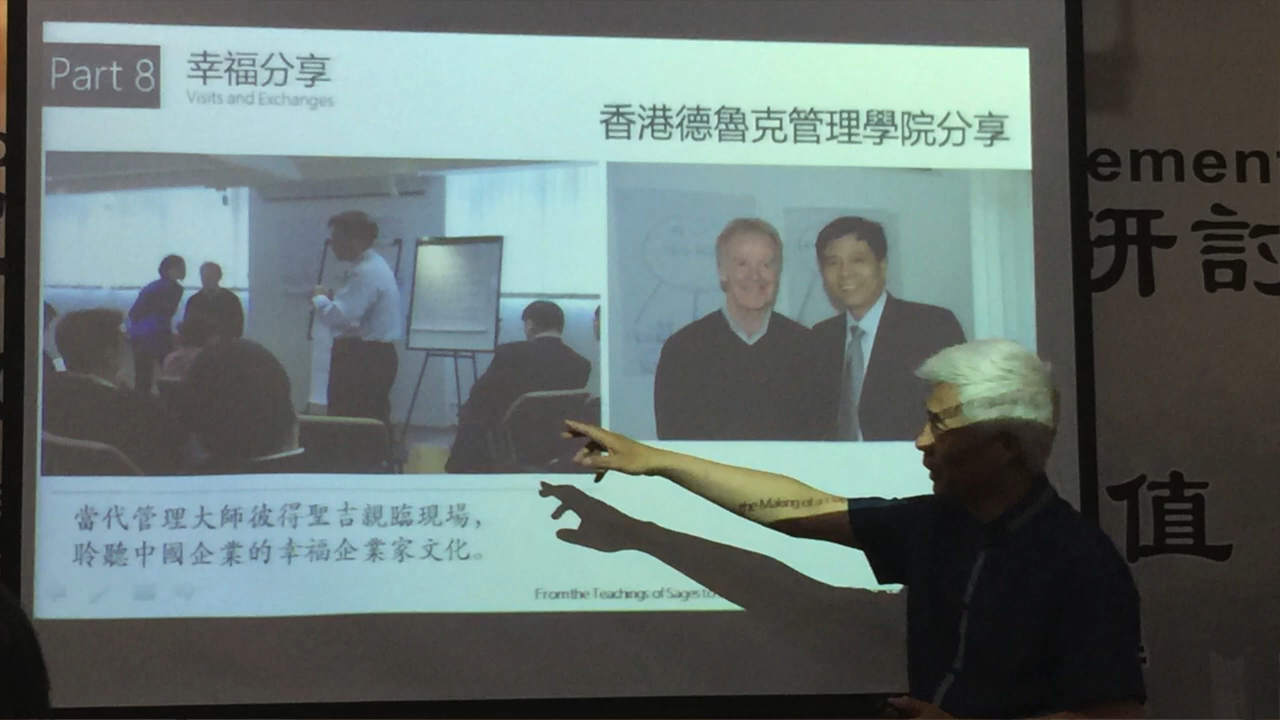 Part 8
幸福分享
Visits and Exchanges
香港德魯克管理學院分享
當代管理大師彼得聖吉親臨現場,
聆聽中國企業的幸福企業家文化。
the Making of
From the Teachings of Sages to
ement
研討
值